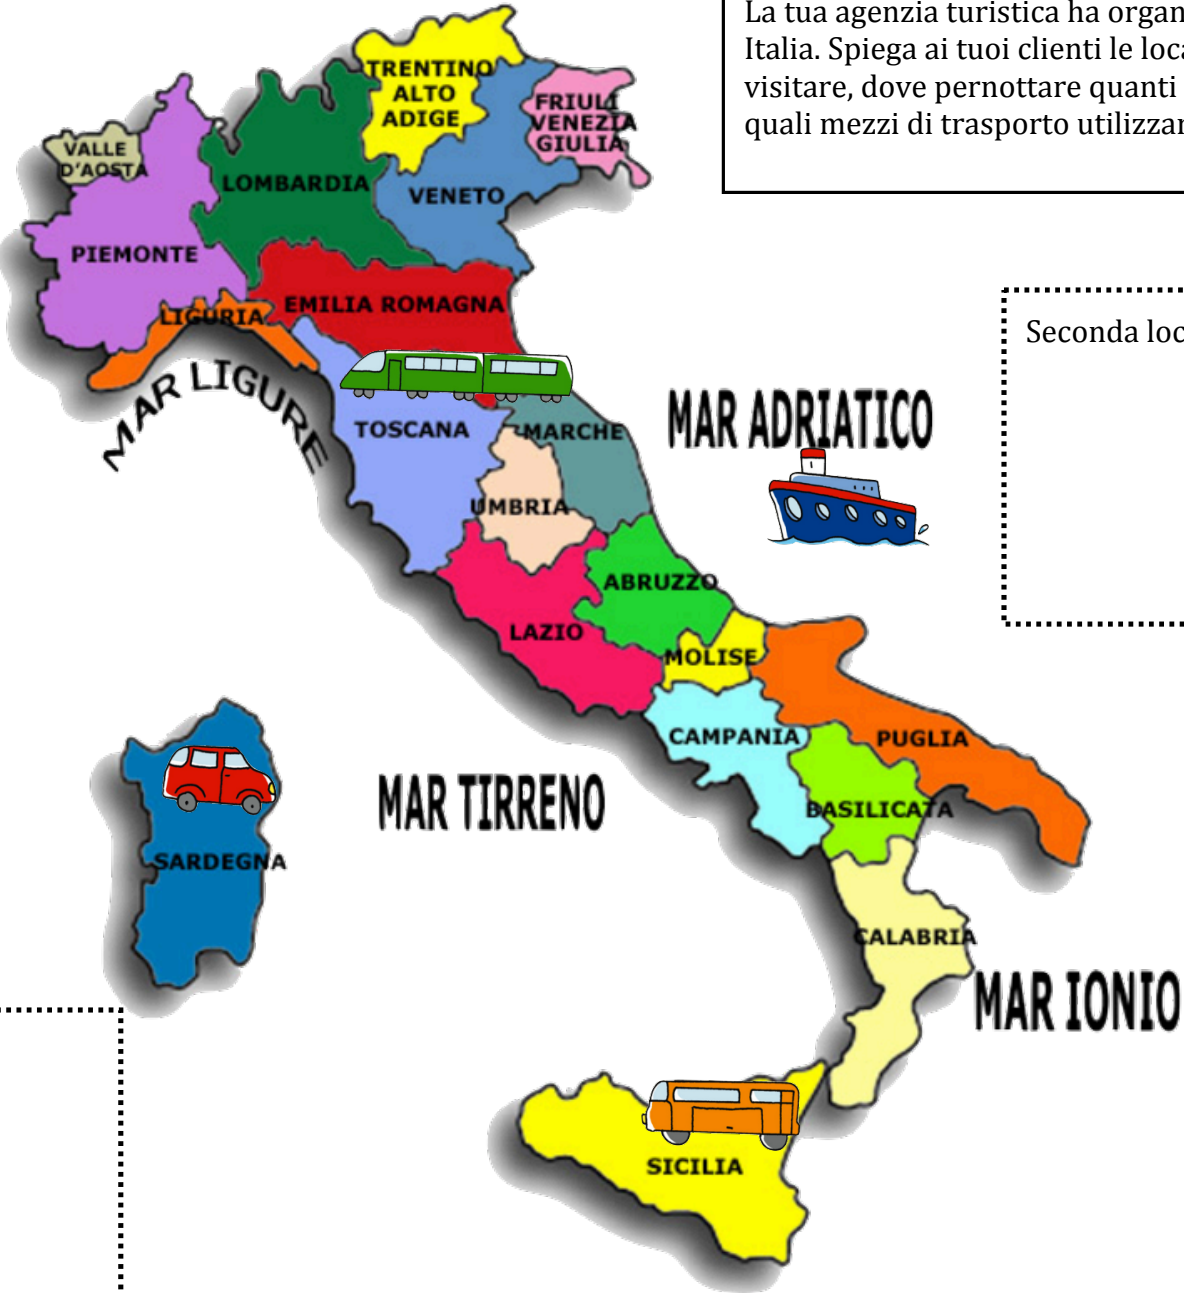 La tua agenzia turistica ha organ
Italia. Spiega ai tuoi clienti le loca
visitare, dove pernottare quanti
quali mezzi di trasporto utilizzar
TRENTINO
ALTO
ADIGE
FRIULI
VENEZIA
GIULIA
VALLE
D'AOSTA
LOMBARDIA
VENETO
PIEMONTE
EMILIA ROMAGNA
LIGURIA
Seconda loc
MAR LIGURE
MAR ADRIATICO
TOSCANA
MARCHE
UMBRIA
ABRUZZO
LAZIO
MOLISE
CAMPANIA
PUGLIA
MAR TIRRENO
BASILICATA
SARDEGNA
CALABRIA
MAR IONIO
SICILIA